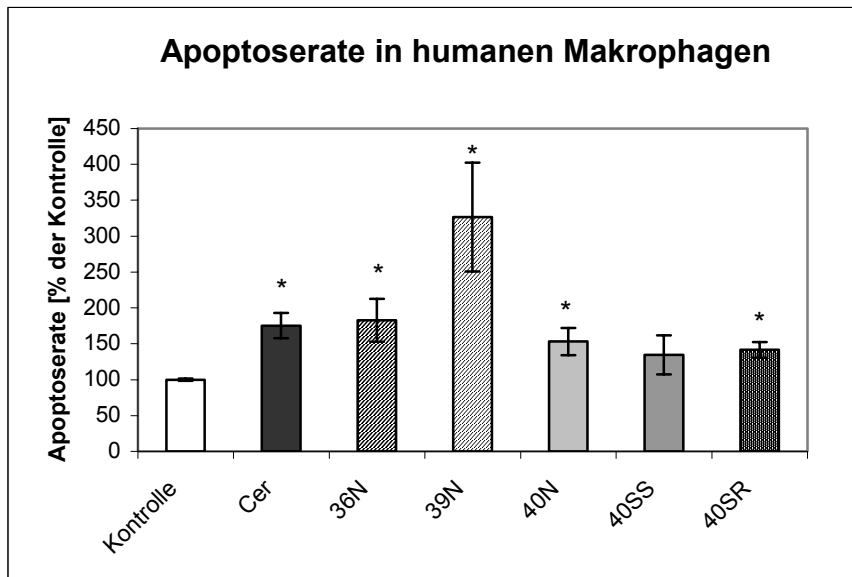 Apoptoserate in humanen Makrophagen
Apoptoserate [% der Kontrolle]
450
400
350
300
250
200
150
100
50
0
*
*
*
*
*
Kontrolle
Cer
36N
39N
40N
40SS
40SR